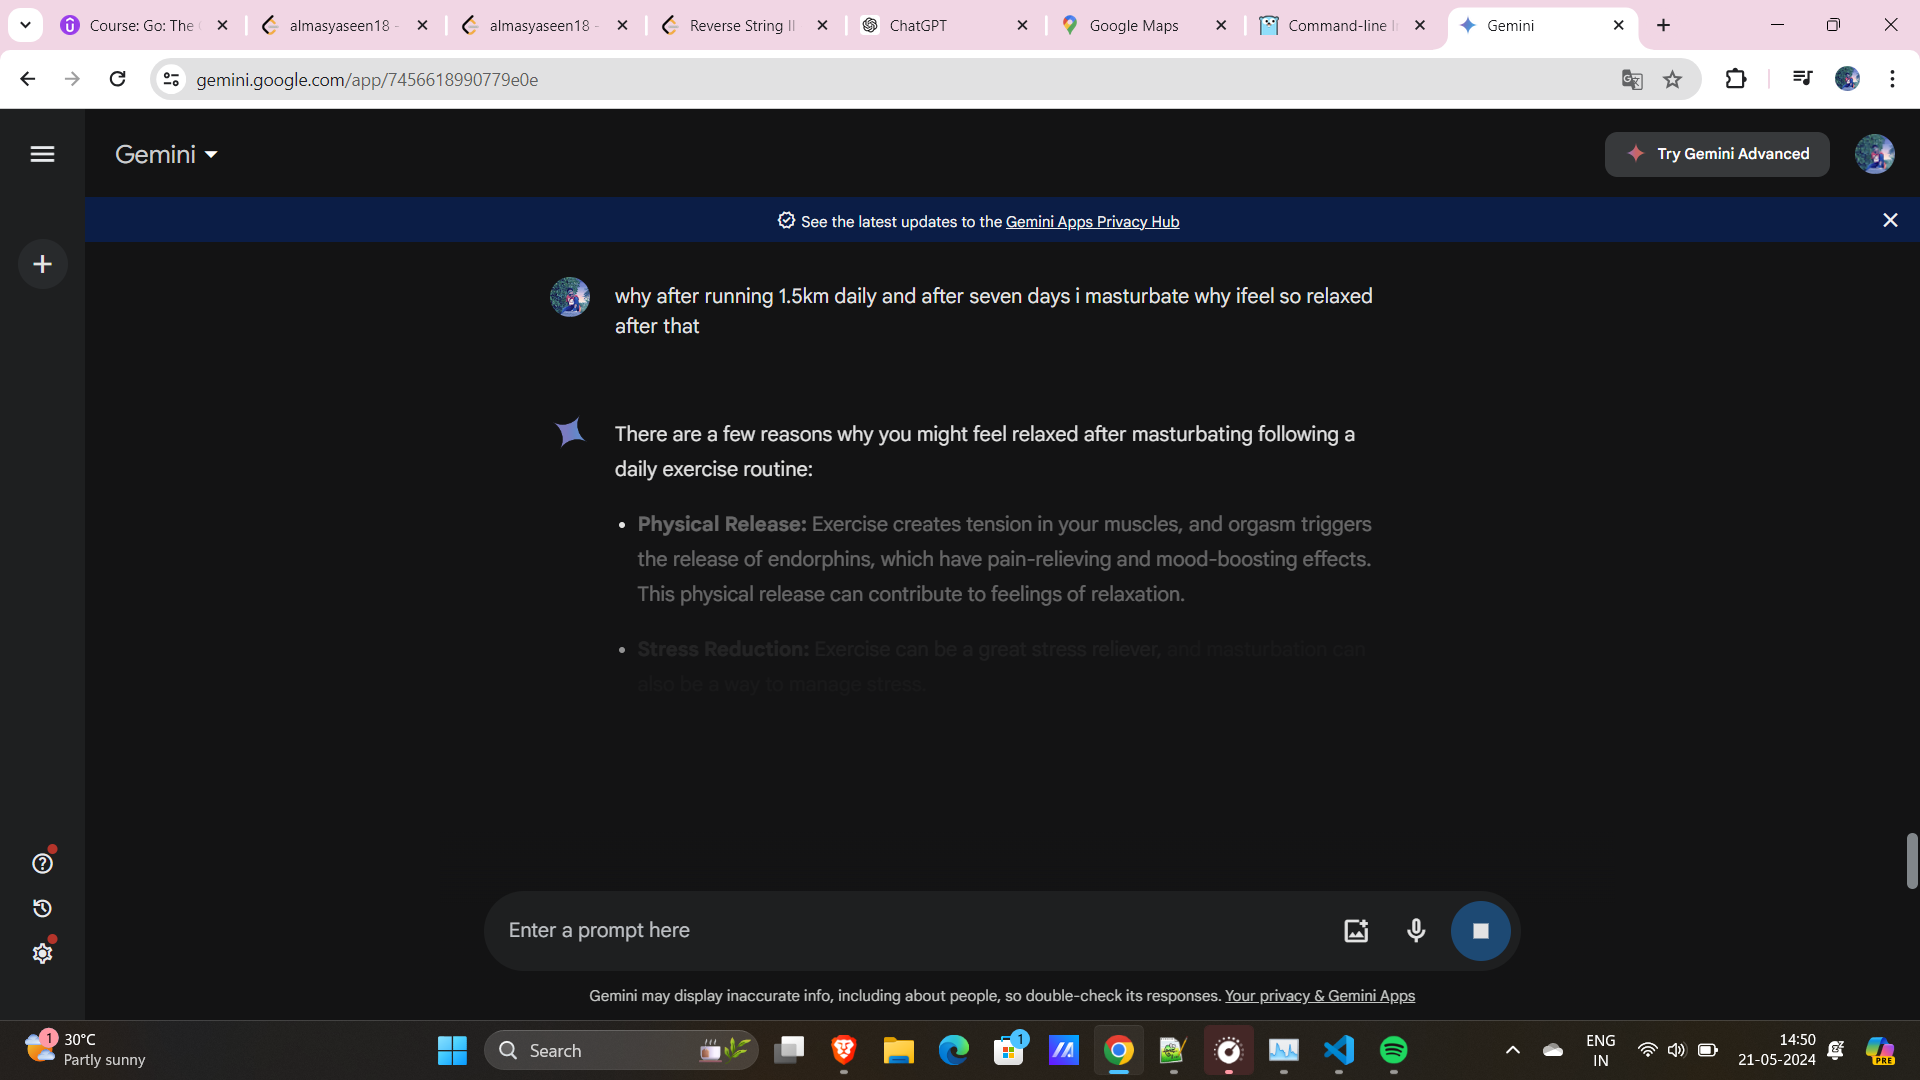 Course: Go: The
almasyaseen18 -
almasyaseen18 -
Reverse String II
ChatGPT
Google Maps
Command-line In
Gemini
gemini.google.com/app/7456618990779e0e
Gemini
Try Gemini Advanced
See the latest updates to the Gemini Apps Privacy Hub
why after running 1.5km daily and after seven days i masturbate why ifeel so relaxed
after that
There are a few reasons why you might feel relaxed after masturbating following a
daily exercise routine:
• Physical Release: Exercise creates tension in your muscles, and orgasm triggers
the release of endorphins, which have pain-relieving and mood-boosting effects.
This physical release can contribute to feelings of relaxation.
• Stress Reduction: Exercise can be a great stress reliever, and masturbation can
also be a way to manage stress.
Enter a prompt here
Gemini may display inaccurate info, including about people, so double-check its responses. Your privacy & Gemini Apps
1
30°C
Partly sunny
Search
1
ENG
IN
14:50
21-05-2024
PRE